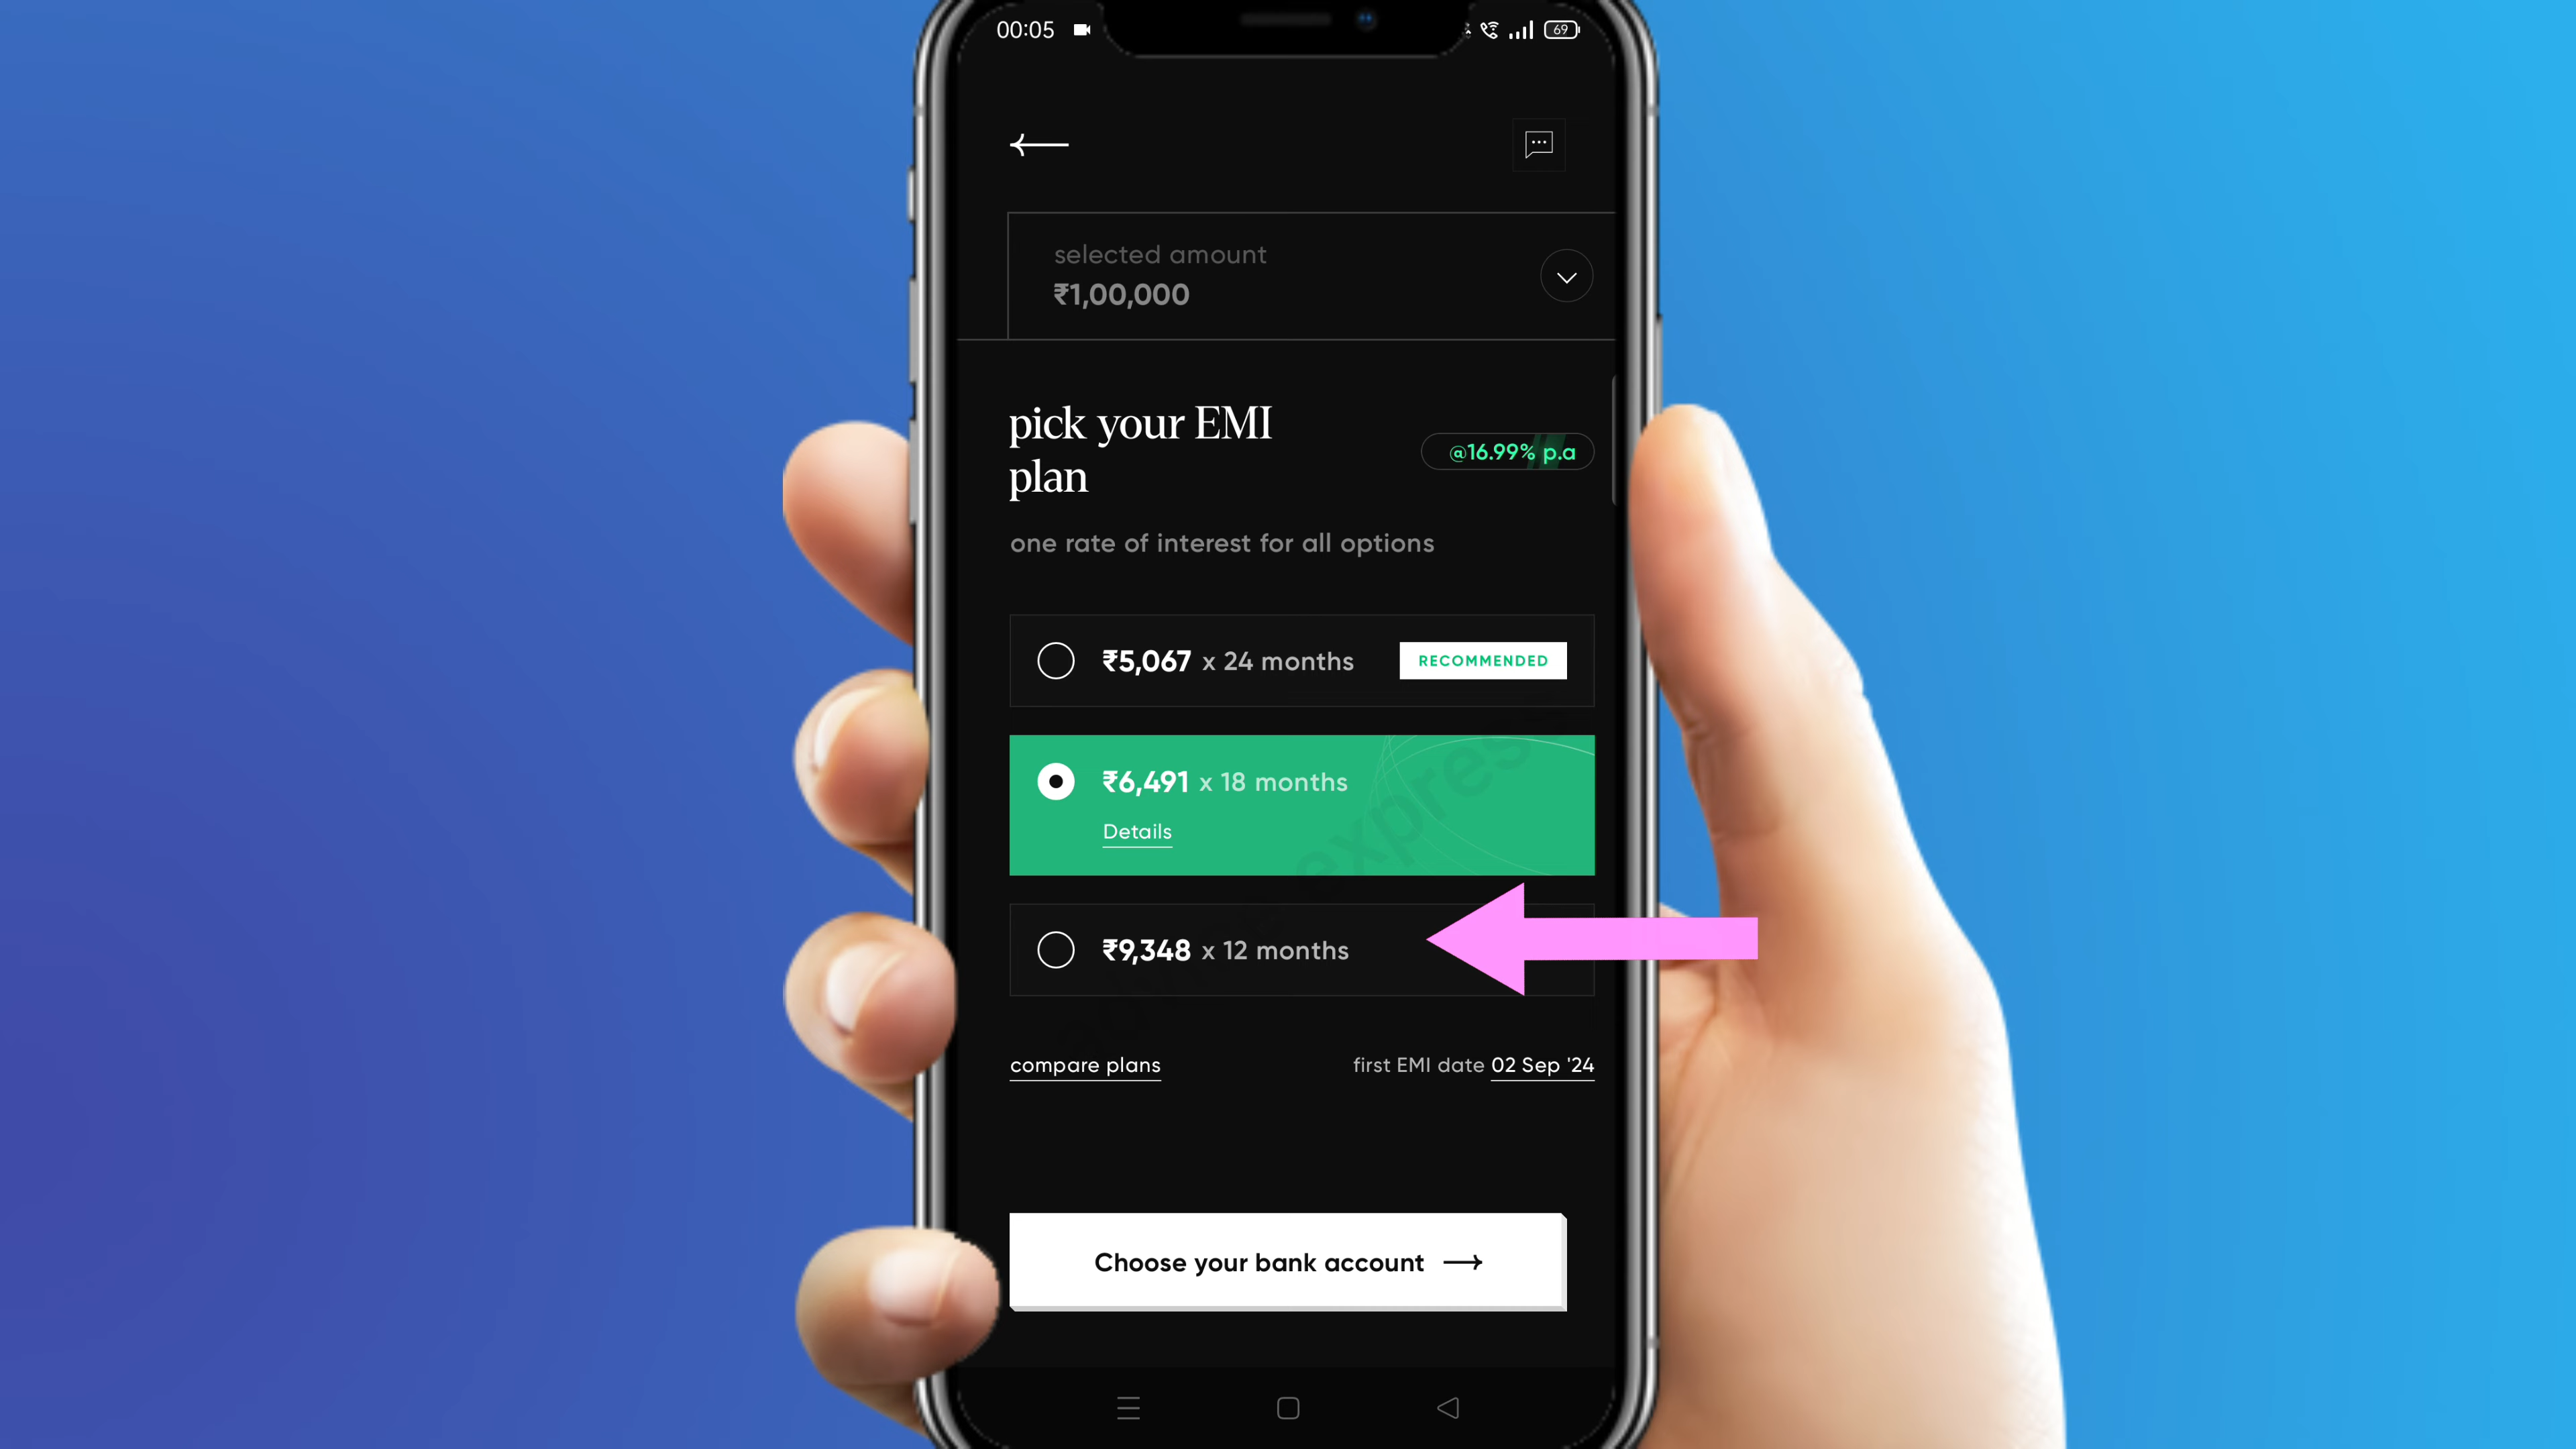 00:05
69
selected amount
₹1,00,000
pick your EMI
plan
@16.99% p.a
one rate of interest for all options
₹5,067 x 24 months RECOMMENDED
₹6,491 x 18 months
Details
express
₹9,348 x 12 months
compare plans
first EMI date 02 Sep '24
Choose your bank account